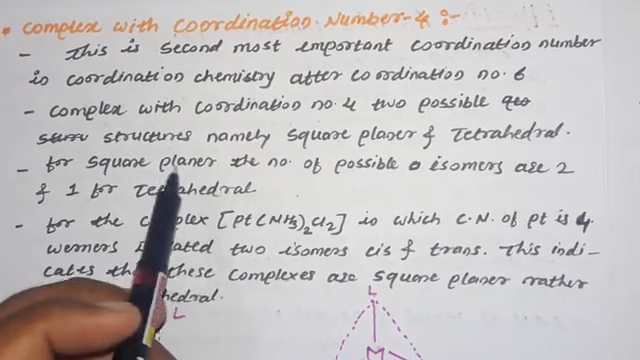 • Complex with Coordination Number-4 :-
- This is second most important coordination number
in coordination chemistry after coordination no. 6
- complex with coordination no. 4 two possible
structures namely square planer & Tetrahedral.
- for square planer the no. of possible isomers are 2
& 1 for Tetrahedral
- for the complex [Pt(NH3)2Cl2] in which C.N. of pt is 4.
werners two isomers cis & trans. This indi-
cates these complexes are square planer rather
L
L
M